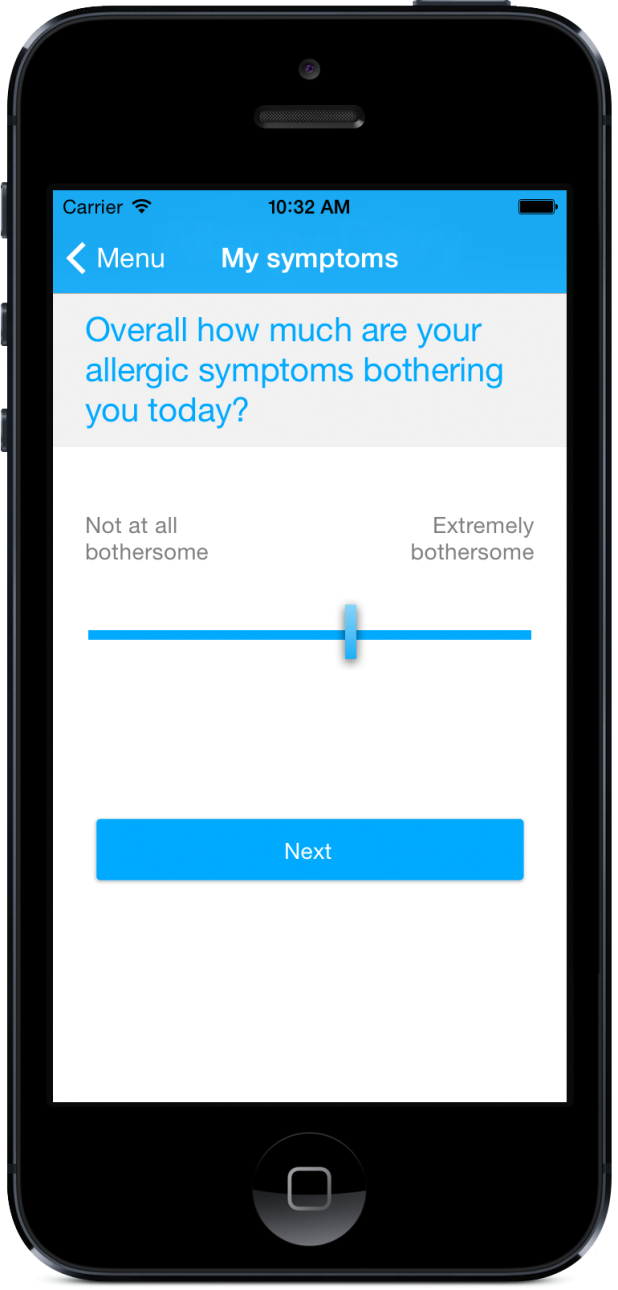 Carrier 10:32 AM
Menu My symptoms
Overall how much are your
allergic symptoms bothering
you today?
Not at all
bothersome
Extremely
bothersome
Next